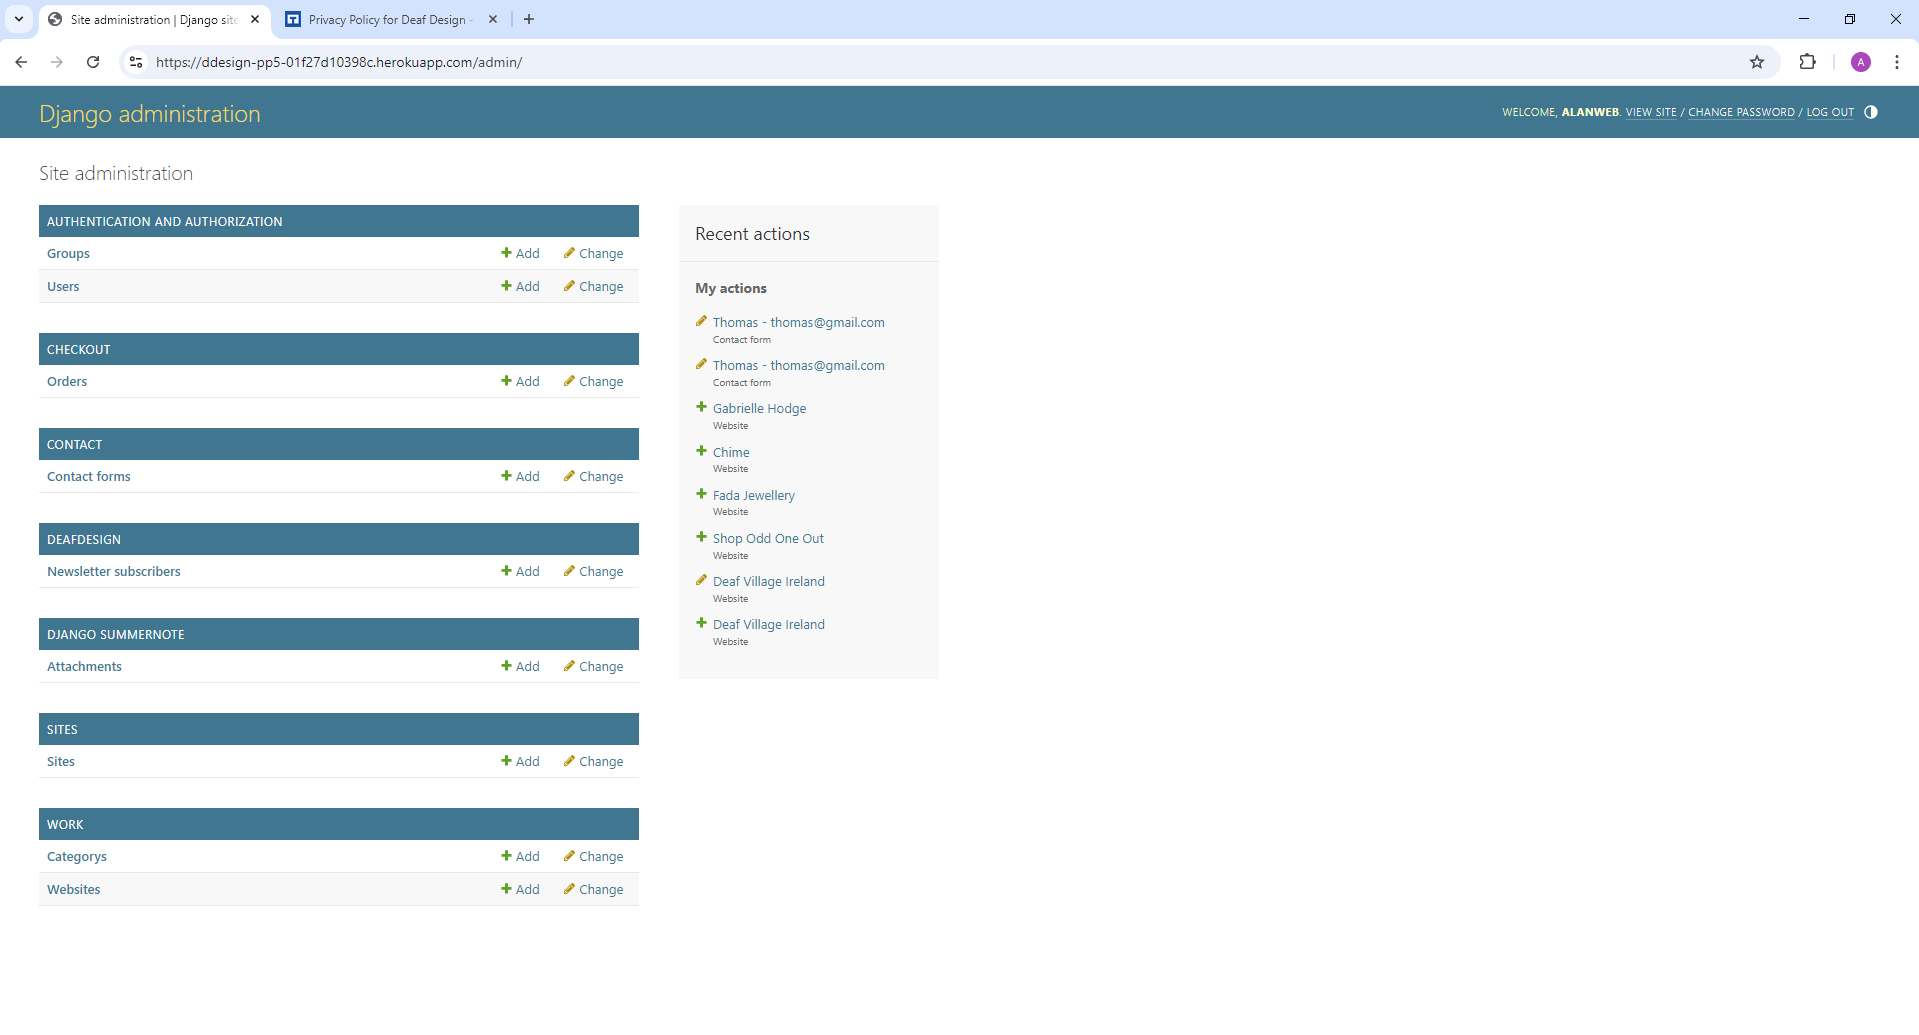 Site administration | Django site
Privacy Policy for Deaf Design -
https://ddesign-pp5-01f27d10398c.herokuapp.com/admin/
A
Django administration
WELCOME, ALANWEB. VIEW SITE / CHANGE PASSWORD / LOG OUT
Site administration
AUTHENTICATION AND AUTHORIZATION
Groups Add Change
Users Add Change
CHECKOUT
Orders Add Change
CONTACT
Contact forms Add Change
DEAFDESIGN
Newsletter subscribers Add Change
DJANGO SUMMERNOTE
Attachments Add Change
SITES
Sites Add Change
WORK
Categorys Add Change
Websites Add Change
Recent actions
My actions
Thomas - thomas@gmail.com
Contact form
Thomas - thomas@gmail.com
Contact form
Gabrielle Hodge
Website
Chime
Website
Fada Jewellery
Website
Shop Odd One Out
Website
Deaf Village Ireland
Website
Deaf Village Ireland
Website